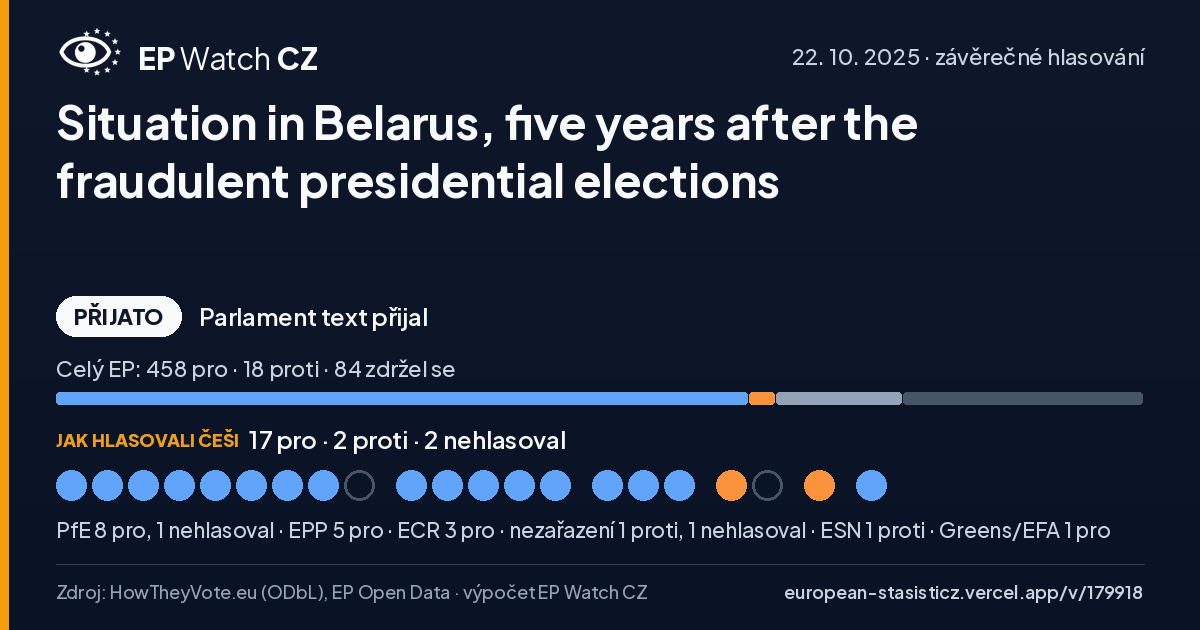 EP Watch CZ
22. 10. 2025 · závěrečné hlasování
Situation in Belarus, five years after the
fraudulent presidential elections
PŘIJATO Parlament text přijal
Celý EP: 458 pro · 18 proti · 84 zdržel se
JAK HLASOVALI ČEŠI 17 pro · 2 proti · 2 nehlasoval
PfE 8 pro, 1 nehlasoval · EPP 5 pro · ECR 3 pro · nezařazení 1 proti, 1 nehlasoval · ESN 1 proti · Greens/EFA 1 pro
Zdroj: HowTheyVote.eu (ODbL), EP Open Data · výpočet EP Watch CZ
european-stasisticz.vercel.app/v/179918